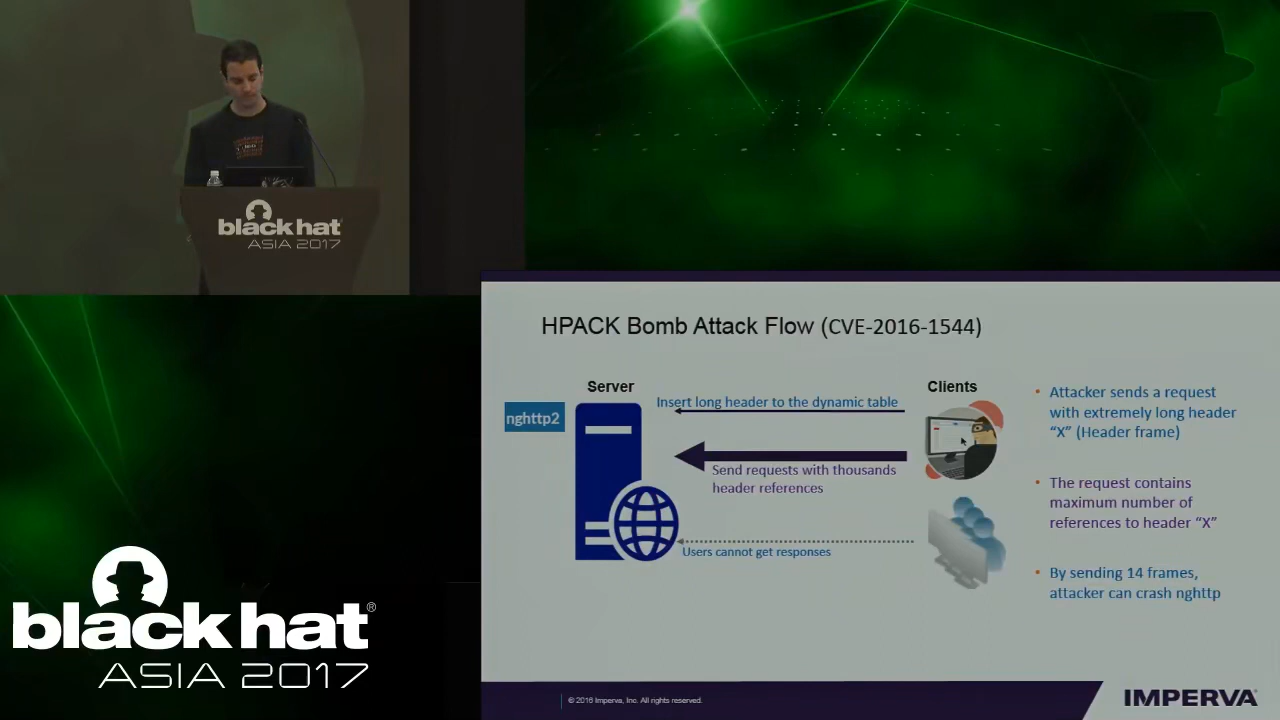 black hat
ASIA 2017
HPACK Bomb Attack Flow (CVE-2016-1544)
Server
Clients
nghttp2
Insert long header to the dynamic table
Send requests with thousands
header references
Users cannot get responses
• Attacker sends a request
with extremely long header
“X” (Header frame)
• The request contains
maximum number of
references to header “X”
• By sending 14 frames,
attacker can crash nghttp
black hat®
ASIA 2017
© 2016 Imperva, Inc. All rights reserved.
IMPERVA